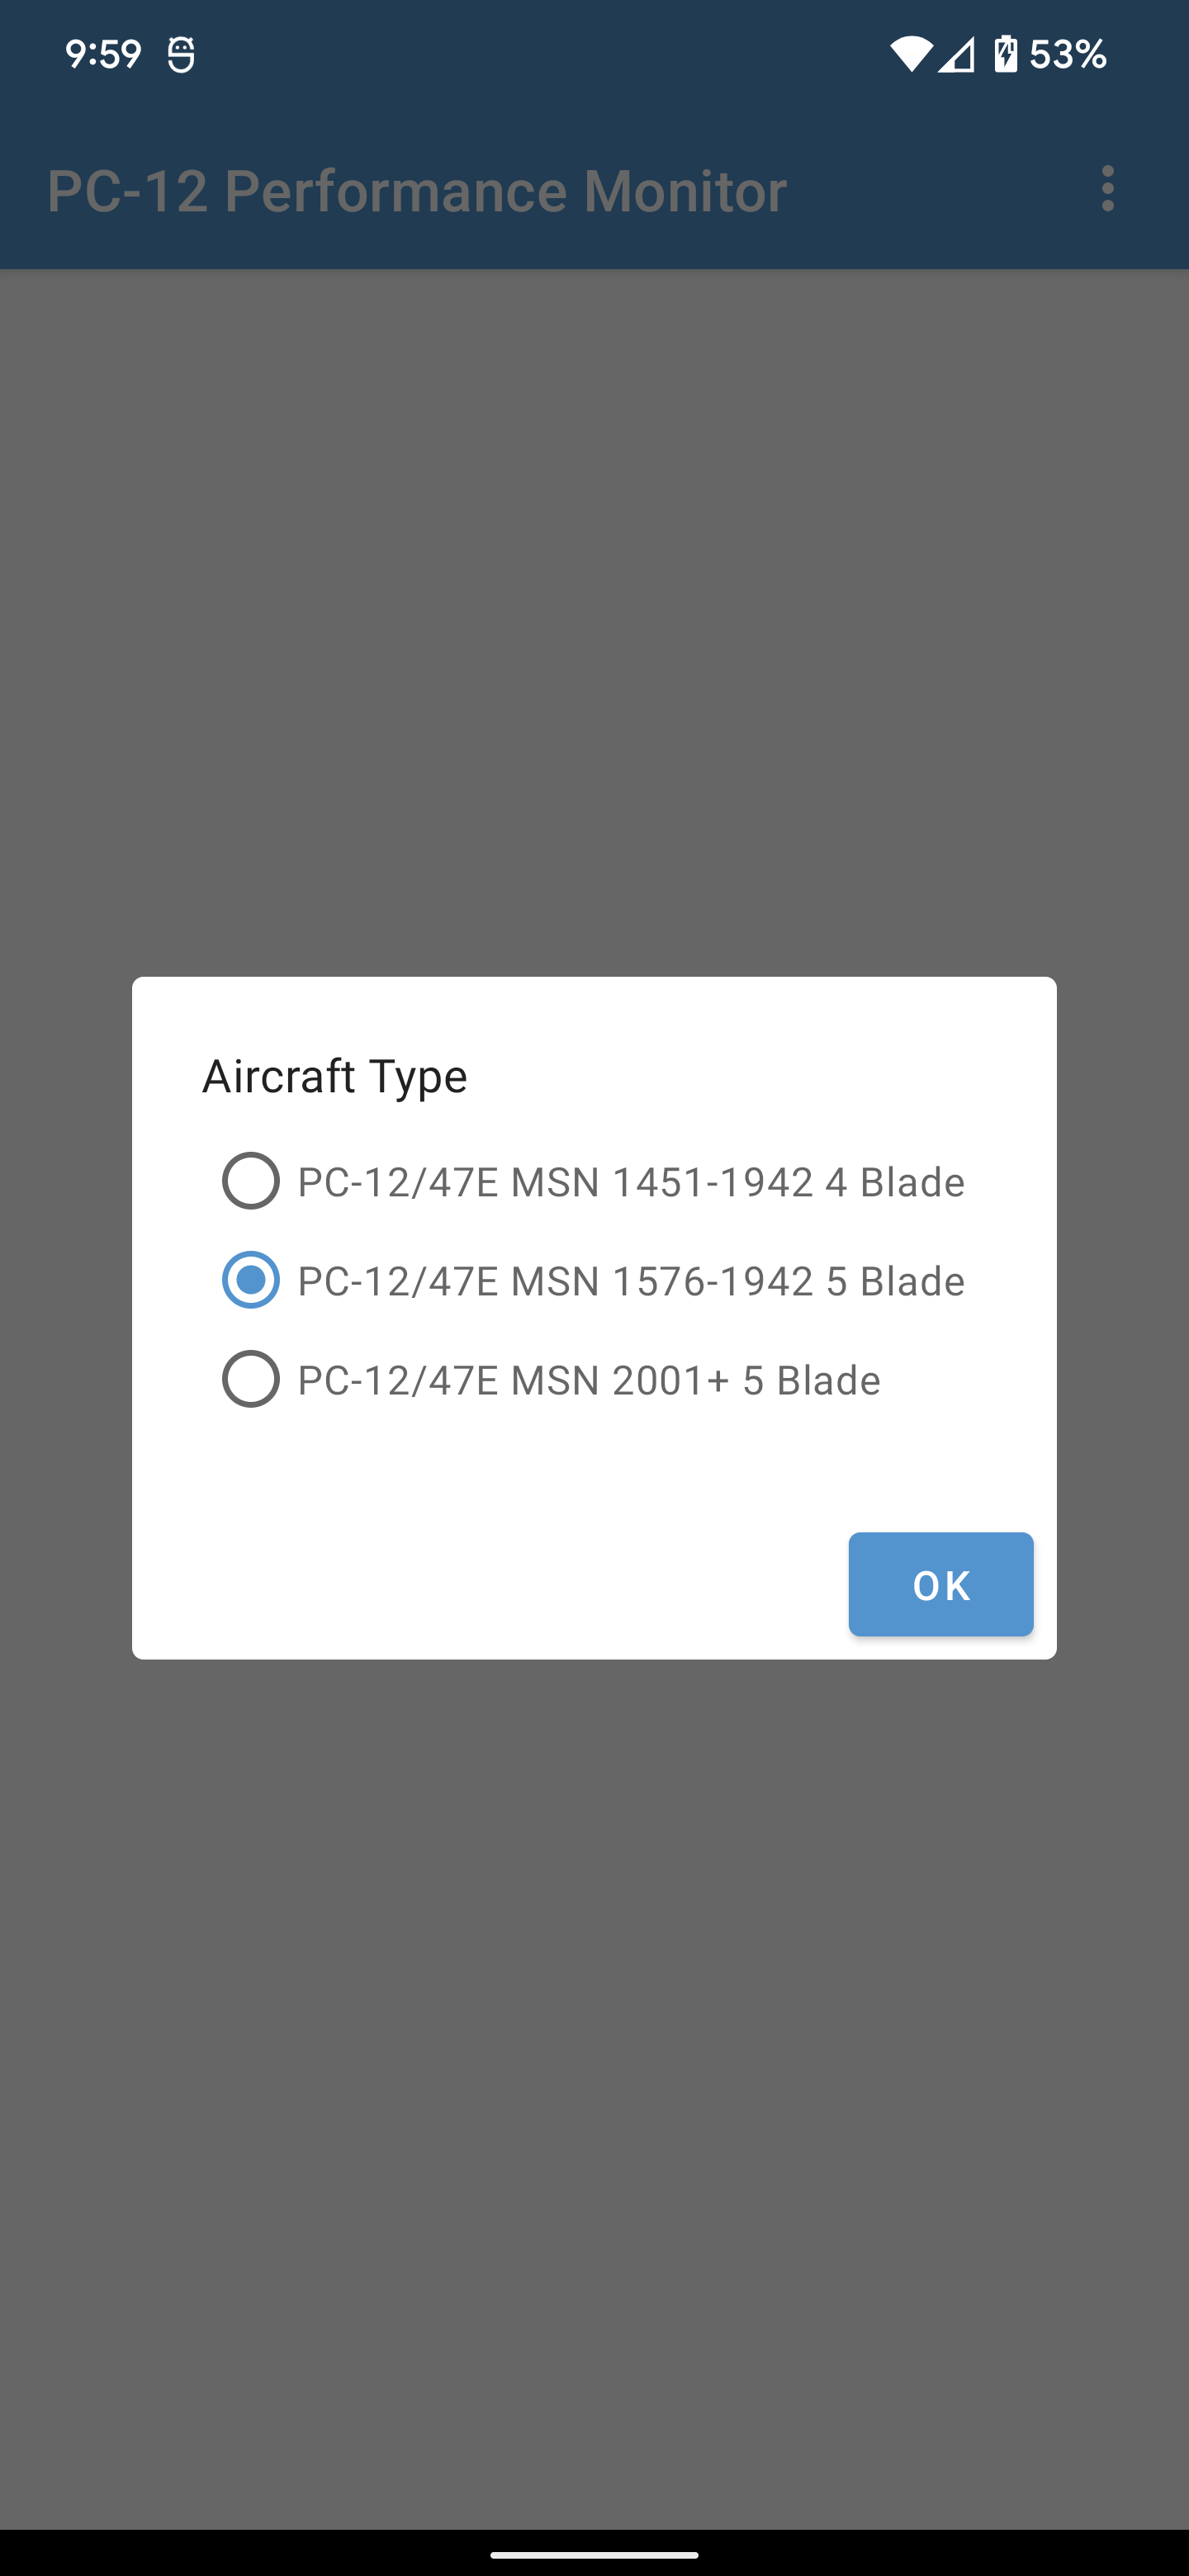 9:59
53%
PC-12 Performance Monitor
Aircraft Type
PC-12/47E MSN 1451-1942 4 Blade
PC-12/47E MSN 1576-1942 5 Blade
PC-12/47E MSN 2001+ 5 Blade
OK